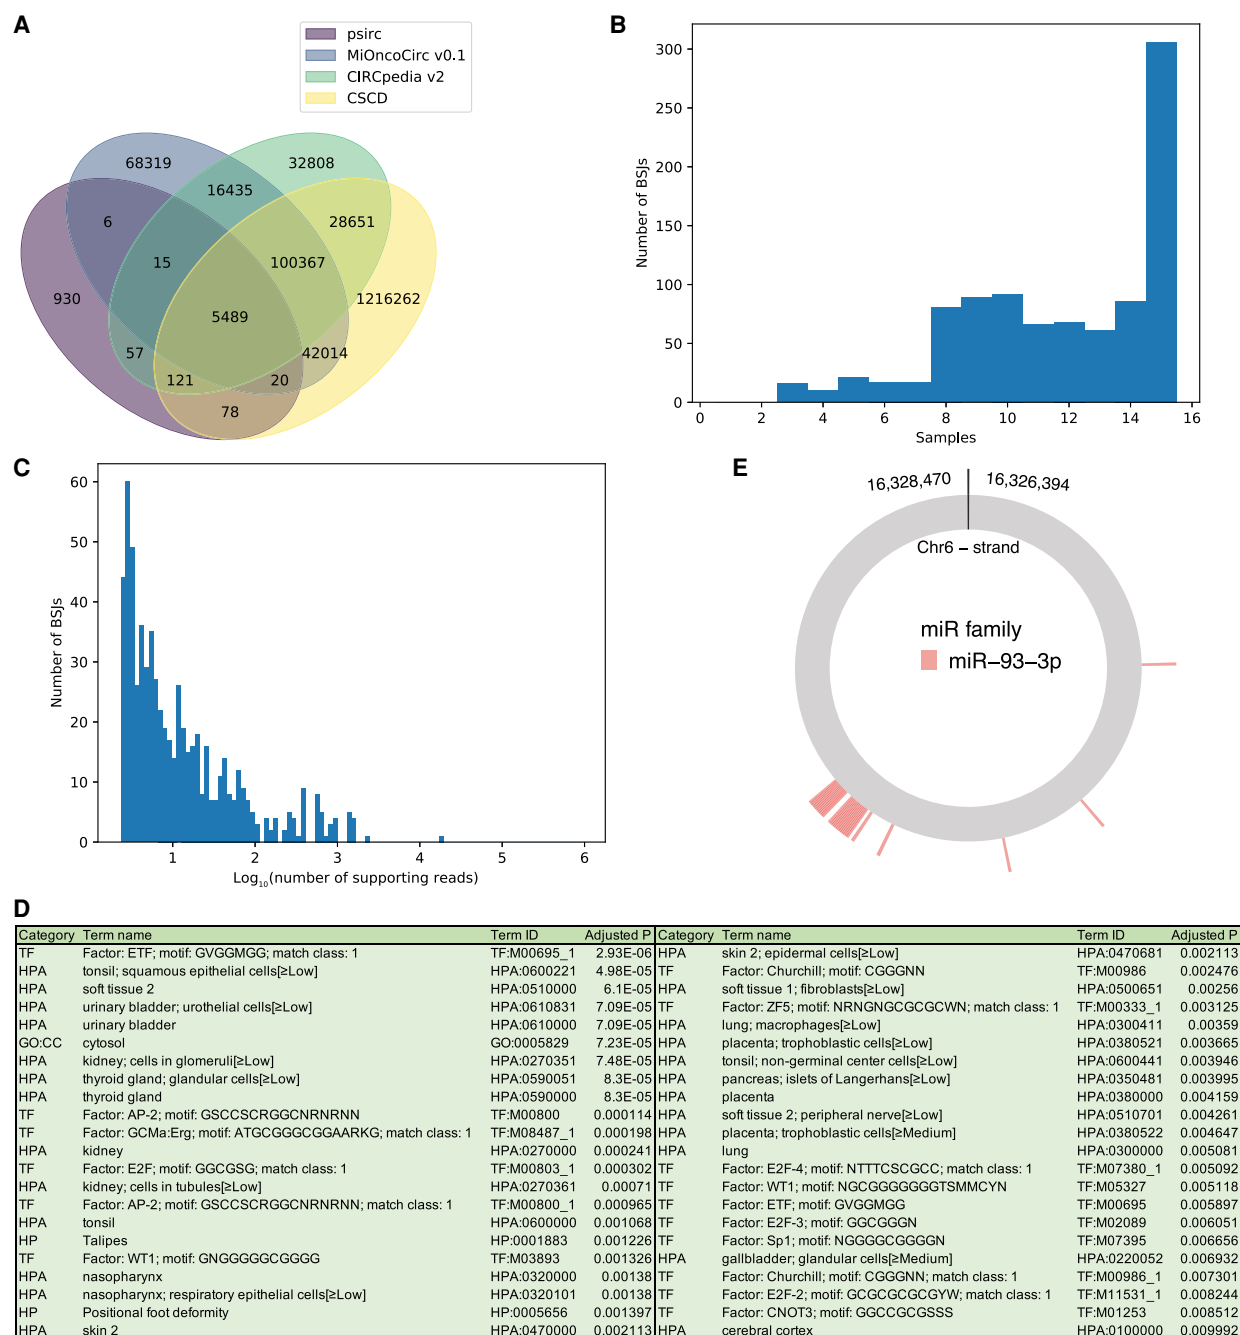 A
psirc
MiOncoCirc v0.1
CIRCpedia v2
CSCD
68319
32808
16435
6
28651
15
100367
930
1216262
5489
57
42014
121
20
78
B
Number of BSJs
300
250
200
150
100
50
0
0 2 4 6 8 10 12 14 16
Samples
C
Number of BSJs
60
50
40
30
20
10
0
1 2 3 4 5 6
Log10(number of supporting reads)
E
16,328,470 16,326,394
Chr6 – strand
miR family
miR–93–3p
D
Category Term name Term ID Adjusted P Category Term name Term ID Adjusted P
TF Factor: ETF; motif: GVGGMGG; match class: 1 TF:M00695_1 2.93E-06 HPA skin 2; epidermal cells[≥Low] HPA:0470681 0.002113
HPA tonsil; squamous epithelial cells[≥Low] HPA:0600221 4.98E-05 TF Factor: Churchill; motif: CGGGNN TF:M00986 0.002476
HPA soft tissue 2 HPA:0510000 6.1E-05 HPA soft tissue 1; fibroblasts[≥Low] HPA:0500651 0.00256
HPA urinary bladder; urothelial cells[≥Low] HPA:0610831 7.09E-05 TF Factor: ZF5; motif: NRNGNGCGCGCWN; match class: 1 TF:M00333_1 0.003125
HPA urinary bladder HPA:0610000 7.09E-05 HPA lung; macrophages[≥Low] HPA:0300411 0.00359
GO:CC cytosol GO:0005829 7.23E-05 HPA placenta; trophoblastic cells[≥Low] HPA:0380521 0.003665
HPA kidney; cells in glomeruli[≥Low] HPA:0270351 7.48E-05 HPA tonsil; non-germinal center cells[≥Low] HPA:0600441 0.003946
HPA thyroid gland; glandular cells[≥Low] HPA:0590051 8.3E-05 HPA pancreas; islets of Langerhans[≥Low] HPA:0350481 0.003995
HPA thyroid gland HPA:0590000 8.3E-05 HPA placenta HPA:0380000 0.004159
TF Factor: AP-2; motif: GSCCSCRGGCNRNRNN TF:M00800 0.000114 HPA soft tissue 2; peripheral nerve[≥Low] HPA:0510701 0.004261
TF Factor: GCMa:Erg; motif: ATGCGGGCGGAARKG; match class: 1 TF:M08487_1 0.000198 HPA placenta; trophoblastic cells[≥Medium] HPA:0380522 0.004647
HPA kidney HPA:0270000 0.000241 HPA lung HPA:0300000 0.005081
TF Factor: E2F; motif: GGCGSG; match class: 1 TF:M00803_1 0.000302 TF Factor: E2F-4; motif: NTTTCSCGCC; match class: 1 TF:M07380_1 0.005092
HPA kidney; cells in tubules[≥Low] HPA:0270361 0.00071 TF Factor: WT1; motif: NGCGGGGGGGTSMMCYN TF:M05327 0.005118
TF Factor: AP-2; motif: GSCCSCRGGCNRNRNN; match class: 1 TF:M00800_1 0.000965 TF Factor: ETF; motif: GVGGMGG TF:M00695 0.005897
HPA tonsil HPA:0600000 0.001068 TF Factor: E2F-3; motif: GGCGGGN TF:M02089 0.006051
HP Talipes HP:0001883 0.001226 TF Factor: Sp1; motif: NGGGGCGGGGN TF:M07395 0.006656
TF Factor: WT1; motif: GNGGGGGCGGGG TF:M03893 0.001326 HPA gallbladder; glandular cells[≥Medium] HPA:0220052 0.006932
HPA nasopharynx HPA:0320000 0.00138 TF Factor: Churchill; motif: CGGGNN; match class: 1 TF:M00986_1 0.007301
HPA nasopharynx; respiratory epithelial cells[≥Low] HPA:0320101 0.00138 TF Factor: E2F-2; motif: GCGCGCGCGYW; match class: 1 TF:M11531_1 0.008244
HP Positional foot deformity HP:0005656 0.001397 TF Factor: CNOT3; motif: GGCCGCGSSS TF:M01253 0.008512
HPA skin 2 HPA:0470000 0.002113 HPA cerebral cortex HPA:0100000 0.009992